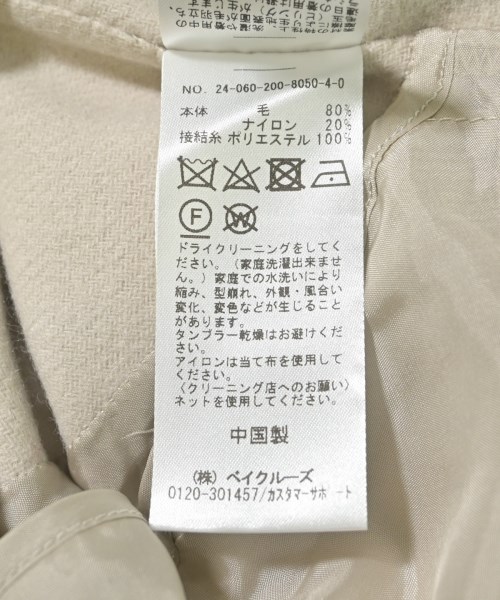 NO. 24-060-200-8050-4-0
本体 毛 80%
ナイロン 20%
接結糸 ポリエステル 100%
F
W
ドライクリーニングをしてく
ださい。(家庭洗濯出来ませ
ん。)家庭での水洗いにより
縮み、型崩れ、外観・風合い
変化、変色などが生じること
があります。
タンブラー乾燥はお避けくだ
さい。
アイロンは当て布を使用して
ください。
〈クリーニング店へのお願い〉
ネットを使用してください。
中国製
(株) ベイクルーズ
0120-301457/カスタマーサポート